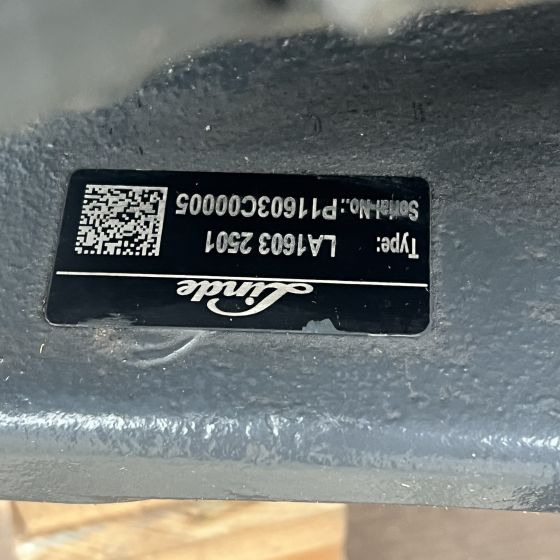 Linde
Type: LA1603 2501
Serial-No.: P11603C00005